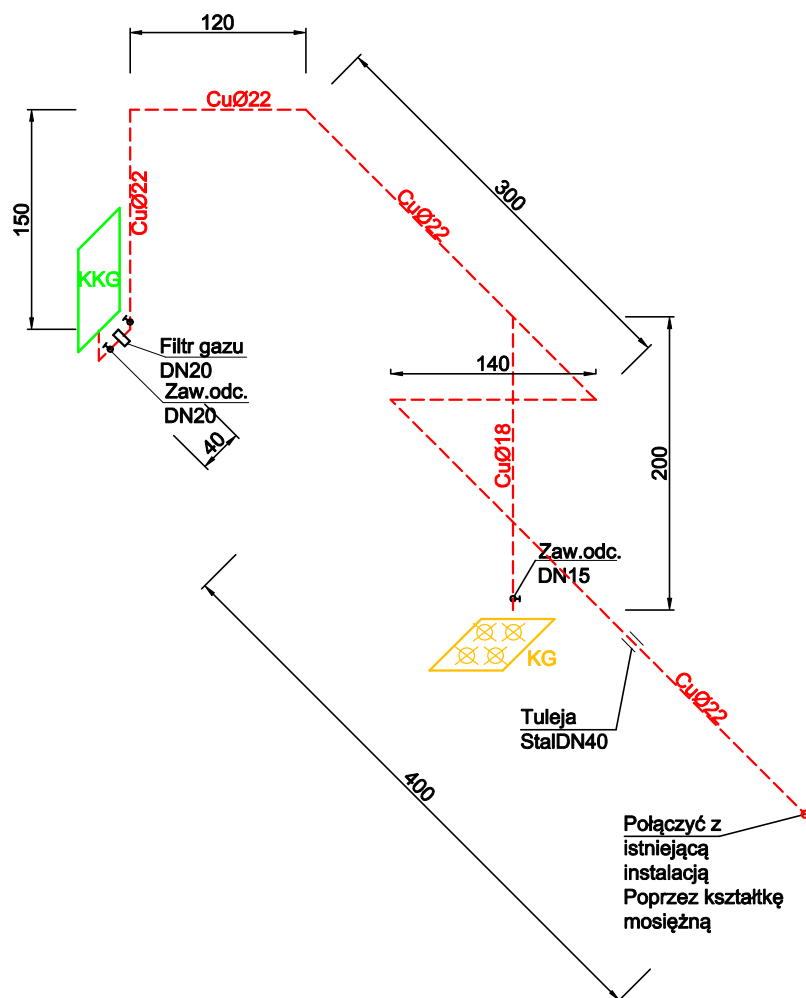 120
CuØ22
300
CuØ22
CuØ22
150
KKG
Filtr gazu
DN20
Zaw.odc.
DN20
40
140
CuØ18
200
Zaw.odc.
DN15
KG
CuØ22
Tuleja
StalDN40
400
Połączyć z
istniejącą
instalacją
Poprzez kształtkę
mosiężną